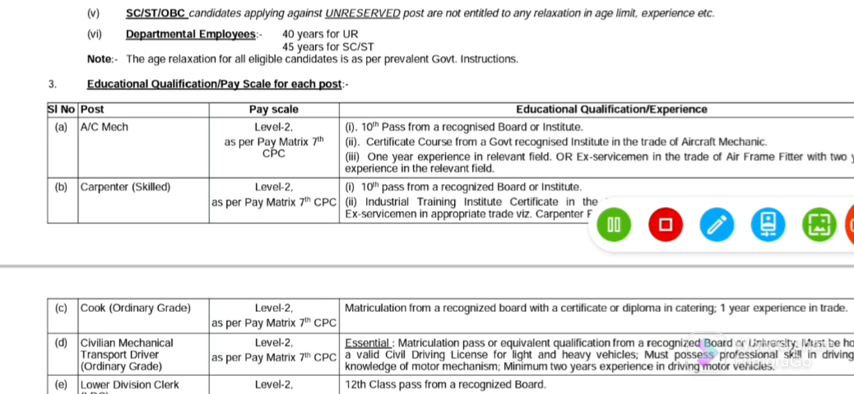 (v) SC/ST/OBC candidates applying against UNRESERVED post are not entitled to any relaxation in age limit, experience etc.
(vi) Departmental Employees:- 40 years for UR
45 years for SC/ST
Note:- The age relaxation for all eligible candidates is as per prevalent Govt. Instructions.
3. Educational Qualification/Pay Scale for each post:-
Sl No Post Pay scale Educational Qualification/Experience
(a) A/C Mech Level-2, as per Pay Matrix 7th CPC
(i). 10th Pass from a recognised Board or Institute.
(ii). Certificate Course from a Govt recognised Institute in the trade of Aircraft Mechanic.
(iii) One year experience in relevant field. OR Ex-servicemen in the trade of Air Frame Fitter with two
experience in the relevant field.
(b) Carpenter (Skilled) Level-2, as per Pay Matrix 7th CPC
(i) 10th pass from a recognized Board or Institute.
(ii) Industrial Training Institute Certificate in the
Ex-servicemen in appropriate trade viz. Carpenter
(c) Cook (Ordinary Grade) Level-2, as per Pay Matrix 7th CPC
Matriculation from a recognized board with a certificate or diploma in catering; 1 year experience in trade.
(d) Civilian Mechanical Transport Driver (Ordinary Grade) Level-2, as per Pay Matrix 7th CPC
Essential : Matriculation pass or equivalent qualification from a recognized Board or University. Must be
a valid Civil Driving License for light and heavy vehicles; Must possess professional skill in driving
knowledge of motor mechanism; Minimum two years experience in driving motor vehicles.
(e) Lower Division Clerk Level-2, 12th Class pass from a recognized Board.